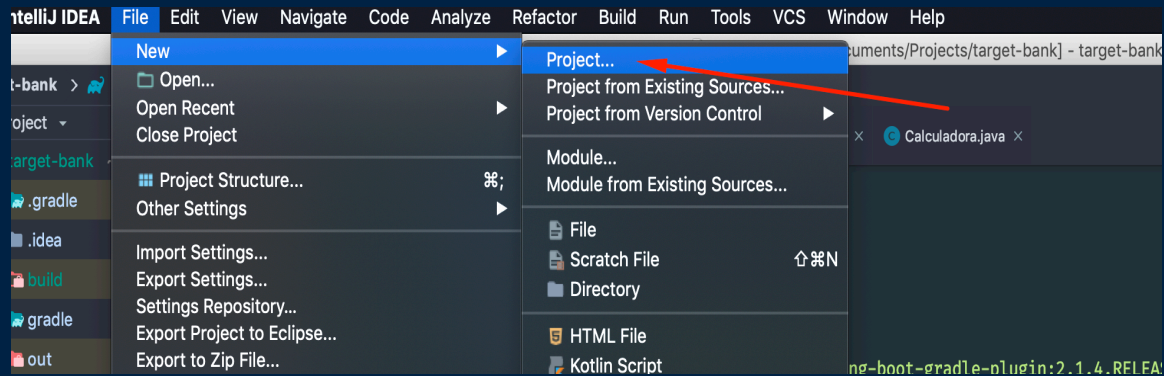 ntelliJ IDEA File Edit View Navigate Code Analyze Refactor Build Run Tools VCS Window Help
New
Open...
Open Recent
Close Project
Project Structure... ⌘;
Other Settings
Import Settings...
Export Settings...
Settings Repository...
Export Project to Eclipse...
Export to Zip File...
Project...
Project from Existing Sources...
Project from Version Control
Module...
Module from Existing Sources...
File
Scratch File ⇧⌘N
Directory
HTML File
Kotlin Script
t-bank
roject
target-bank
.gradle
.idea
build
gradle
out
cuments/Projects/target-bank] - target-bank
Calculadora.java
ng-boot-gradle-plugin:2.1.4.RELEAS